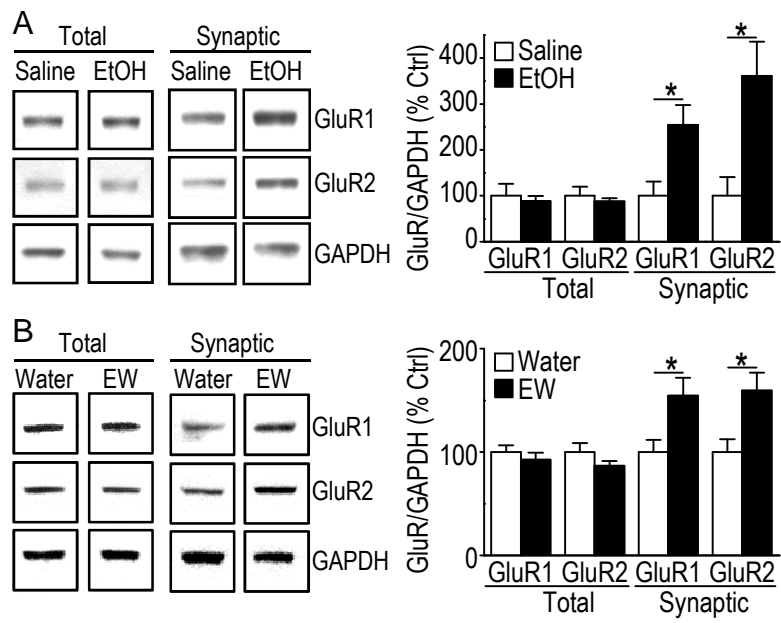 A
Total Synaptic
Saline EtOH Saline EtOH
GluR1
GluR2
GAPDH
GluR/GAPDH (% Ctrl)
400
300
200
100
0
Saline
EtOH
* *
GluR1 GluR2 GluR1 GluR2
Total Synaptic
B
Total Synaptic
Water EW Water EW
GluR1
GluR2
GAPDH
GluR/GAPDH (% Ctrl)
200
100
0
Water
EW
* *
GluR1 GluR2 GluR1 GluR2
Total Synaptic